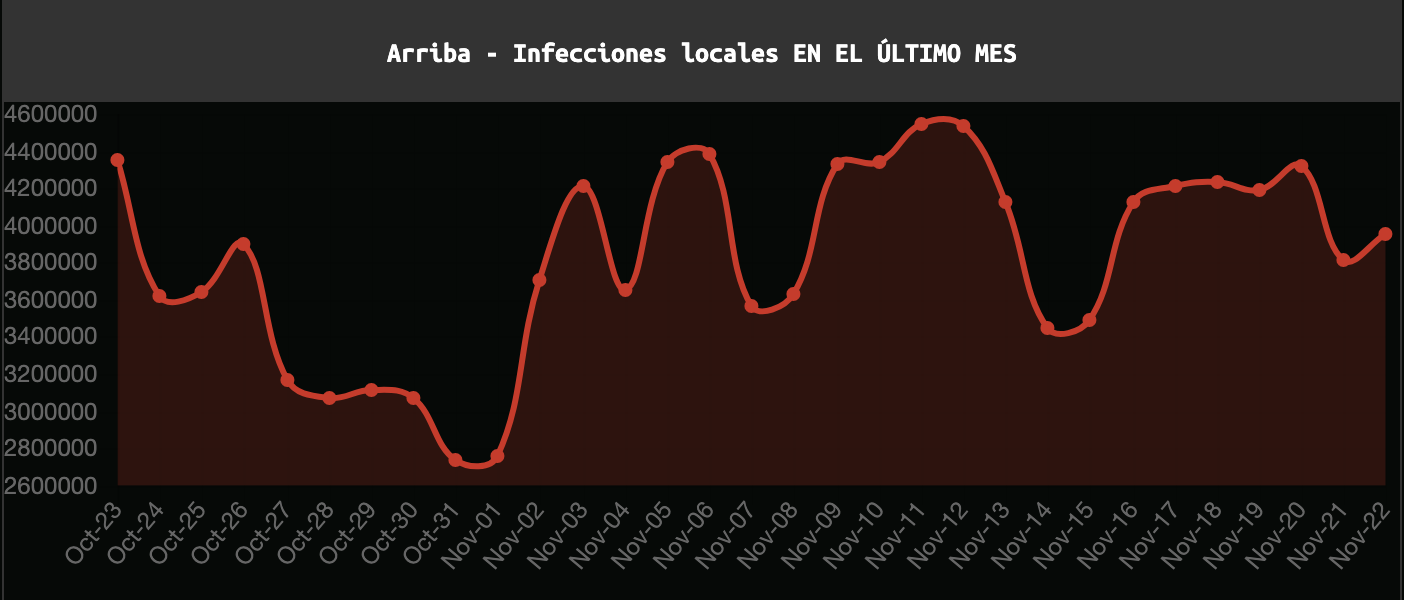 Arriba - Infecciones locales EN EL ÚLTIMO MES
4600000
4400000
4200000
4000000
3800000
3600000
3400000
3200000
3000000
2800000
2600000
Oct-23
Oct-24
Oct-25
Oct-26
Oct-27
Oct-28
Oct-29
Oct-30
Oct-31
Nov-01
Nov-02
Nov-03
Nov-04
Nov-05
Nov-06
Nov-07
Nov-08
Nov-09
Nov-10
Nov-11
Nov-12
Nov-13
Nov-14
Nov-15
Nov-16
Nov-17
Nov-18
Nov-19
Nov-20
Nov-21
Nov-22